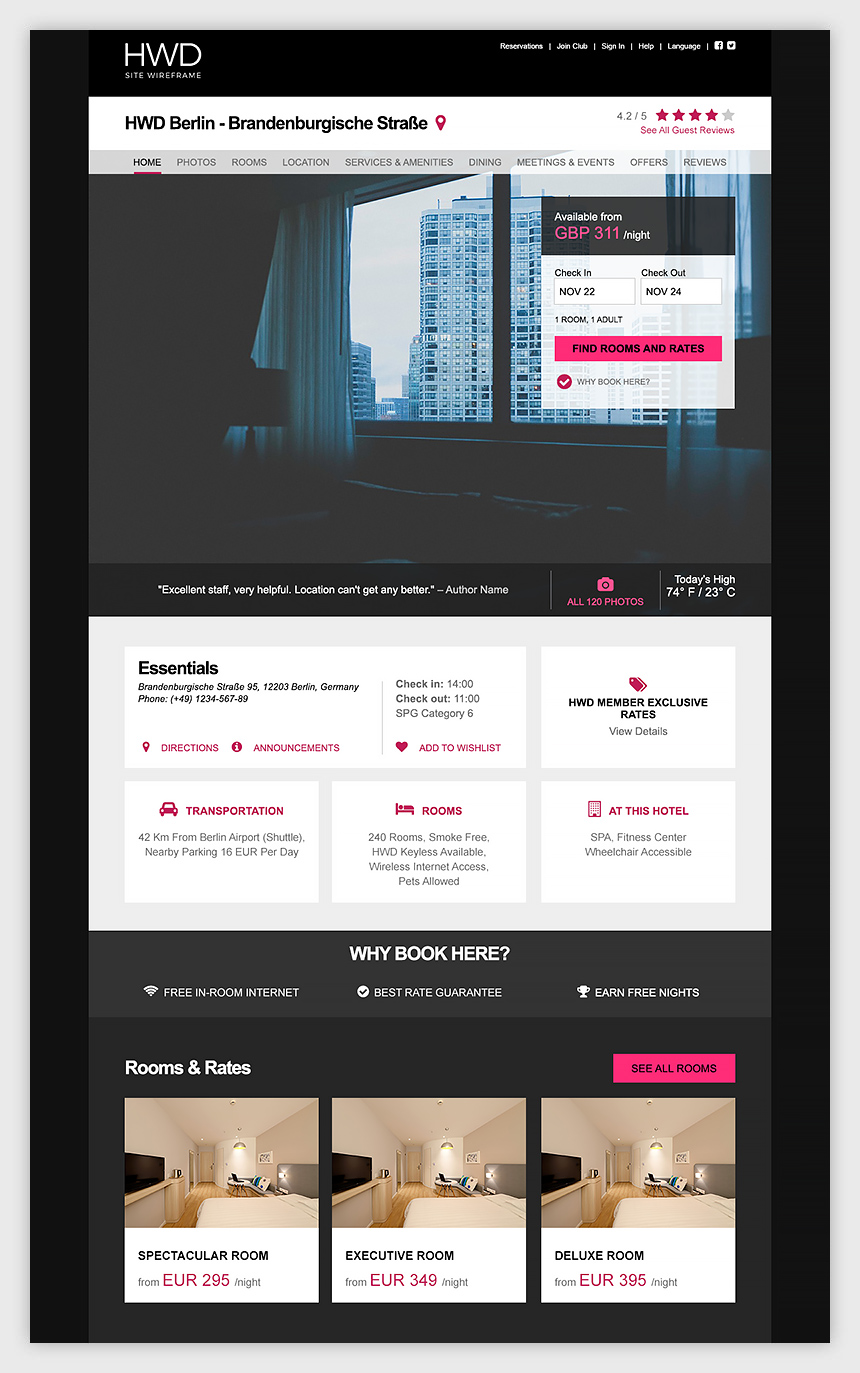 HWD
SITE WIREFRAME
Reservations | Join Club | Sign In | Help | Language |
HWD Berlin - Brandenburgische Straße
4.2 / 5
See All Guest Reviews
HOME PHOTOS ROOMS LOCATION SERVICES & AMENITIES DINING MEETINGS & EVENTS OFFERS REVIEWS
Available from
GBP 311 /night
Check In Check Out
NOV 22 NOV 24
1 ROOM, 1 ADULT
FIND ROOMS AND RATES
WHY BOOK HERE?
"Excellent staff, very helpful. Location can't get any better." – Author Name
ALL 120 PHOTOS
Today's High
74° F / 23° C
Essentials
Brandenburgische Straße 95, 12203 Berlin, Germany
Phone: (+49) 1234-567-89
DIRECTIONS ANNOUNCEMENTS
Check in: 14:00
Check out: 11:00
SPG Category 6
ADD TO WISHLIST
HWD MEMBER EXCLUSIVE
RATES
View Details
TRANSPORTATION
42 Km From Berlin Airport (Shuttle),
Nearby Parking 16 EUR Per Day
ROOMS
240 Rooms, Smoke Free,
HWD Keyless Available,
Wireless Internet Access,
Pets Allowed
AT THIS HOTEL
SPA, Fitness Center
Wheelchair Accessible
WHY BOOK HERE?
FREE IN-ROOM INTERNET BEST RATE GUARANTEE EARN FREE NIGHTS
Rooms & Rates
SEE ALL ROOMS
SPECTACULAR ROOM
from EUR 295 /night
EXECUTIVE ROOM
from EUR 349 /night
DELUXE ROOM
from EUR 395 /night